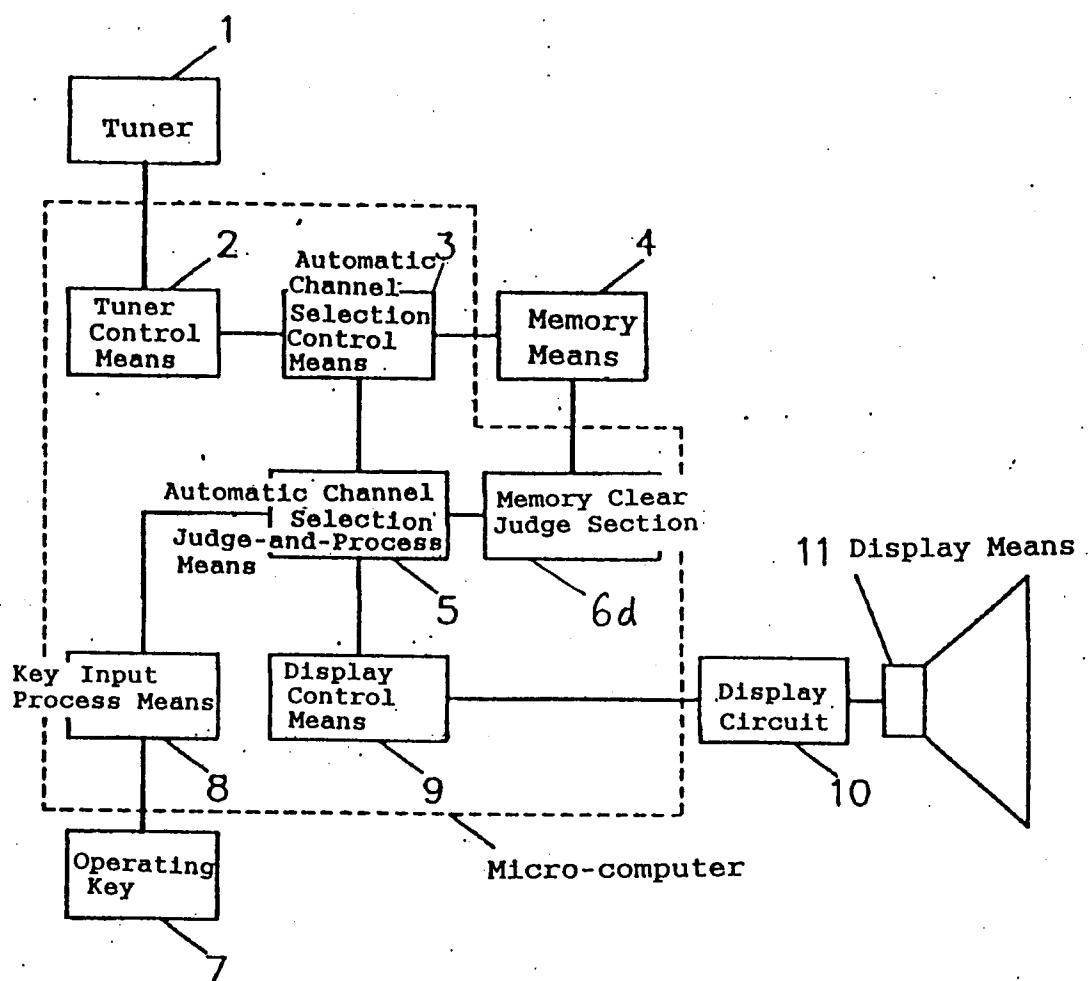 1
Tuner
2
Tuner
Control
Means
3
Automatic
Channel
Selection
Control
Means
4
Memory
Means
Automatic Channel
Selection
Judge-and-Process
Means
5
Memory Clear
Judge Section
6d
11 Display Means
Key Input
Process Means
8
Display
Control
Means
9
Display
Circuit
10
Micro-computer
Operating
Key
7